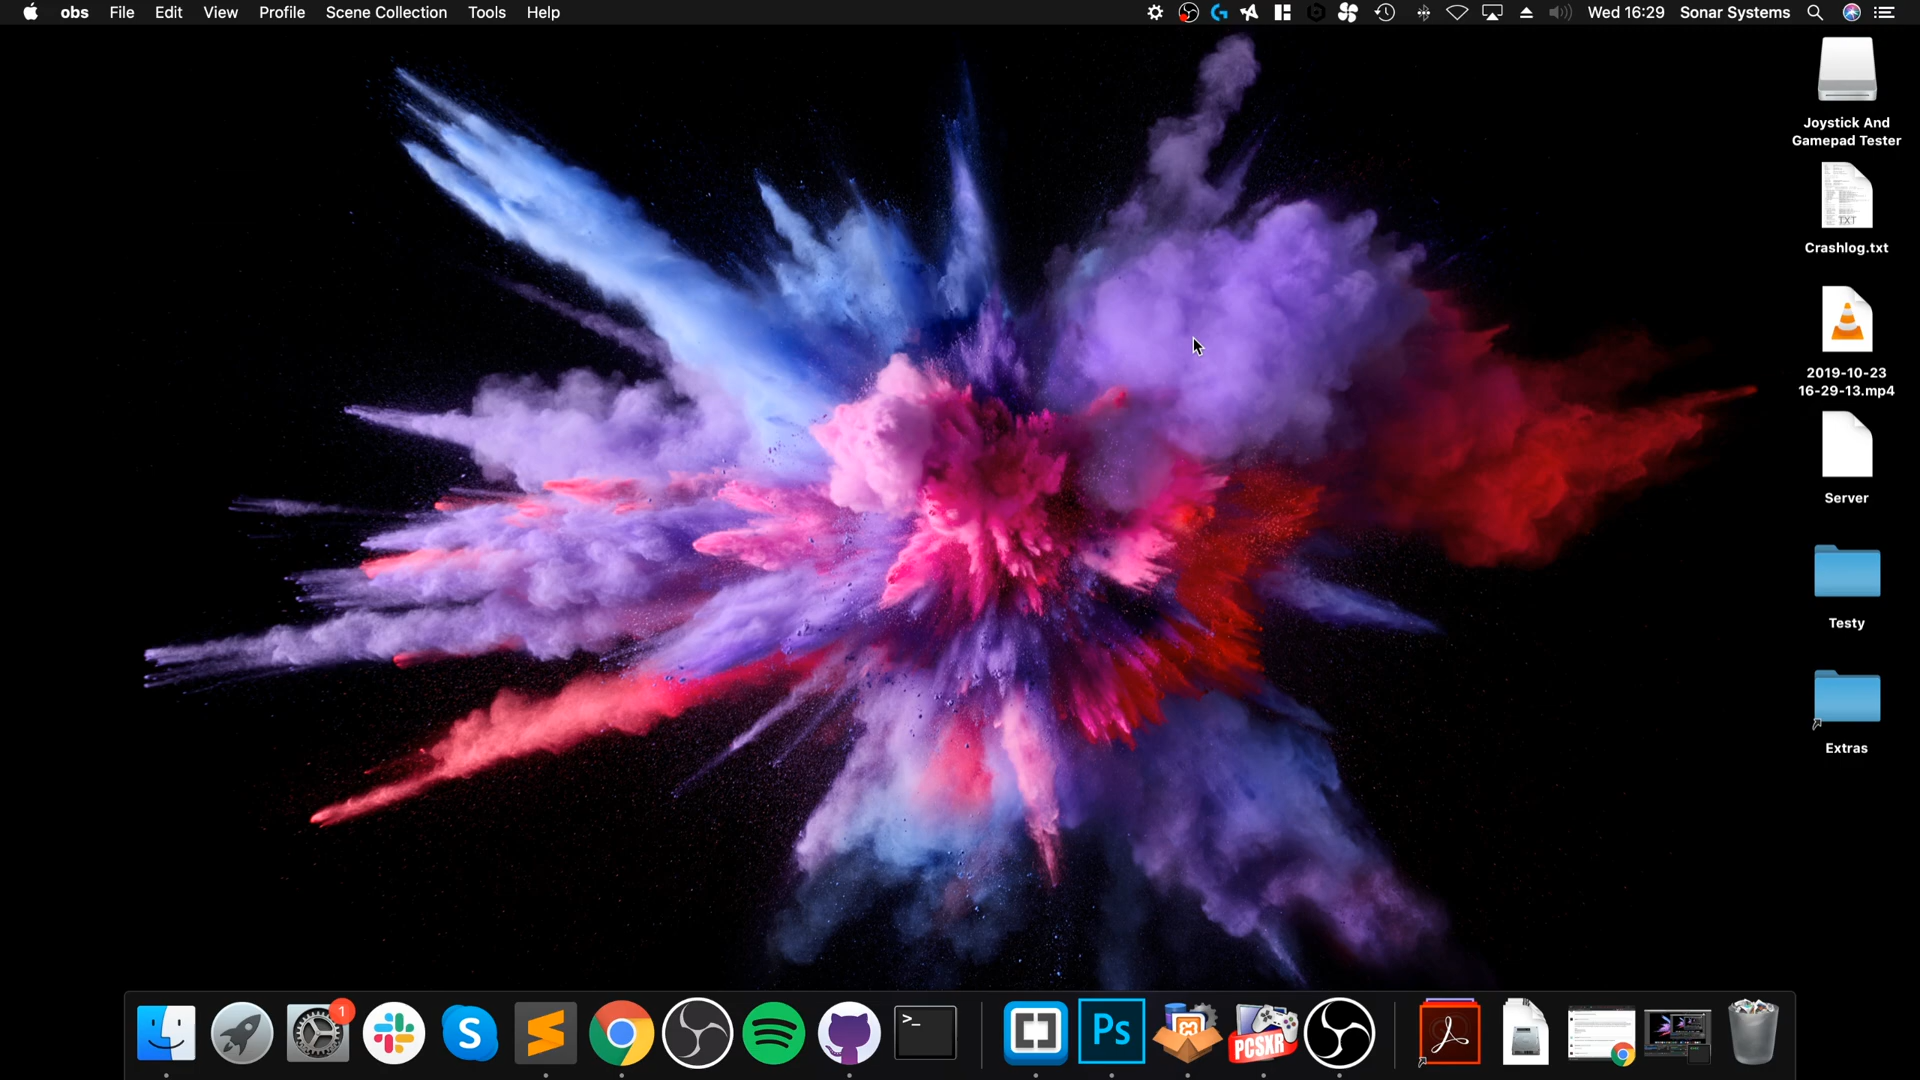 obs File Edit View Profile Scene Collection Tools Help
Wed 16:29 Sonar Systems
Joystick And
Gamepad Tester
TXT
Crashlog.txt
2019-10-23
16-29-13.mp4
Server
Testy
Extras
1
S
>_
Ps
PCSXR